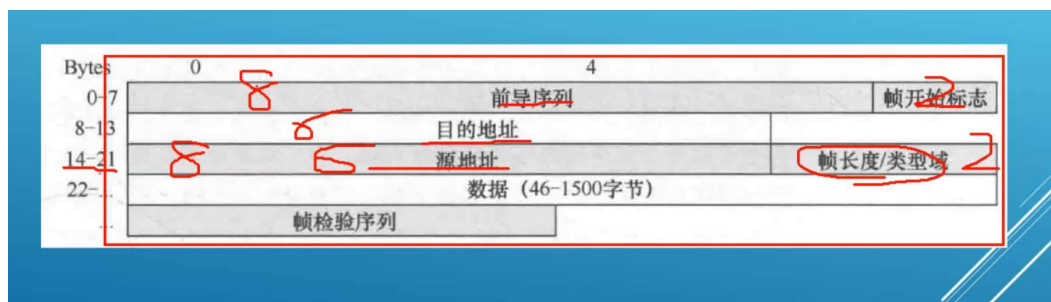 Bytes 0 4
0-7 8 前导序列 帧开始标志 2
8-13 6 目的地址
14-21 8 6 源地址 帧长度/类型域 2
22-... 数据（46-1500字节）
... 帧检验序列